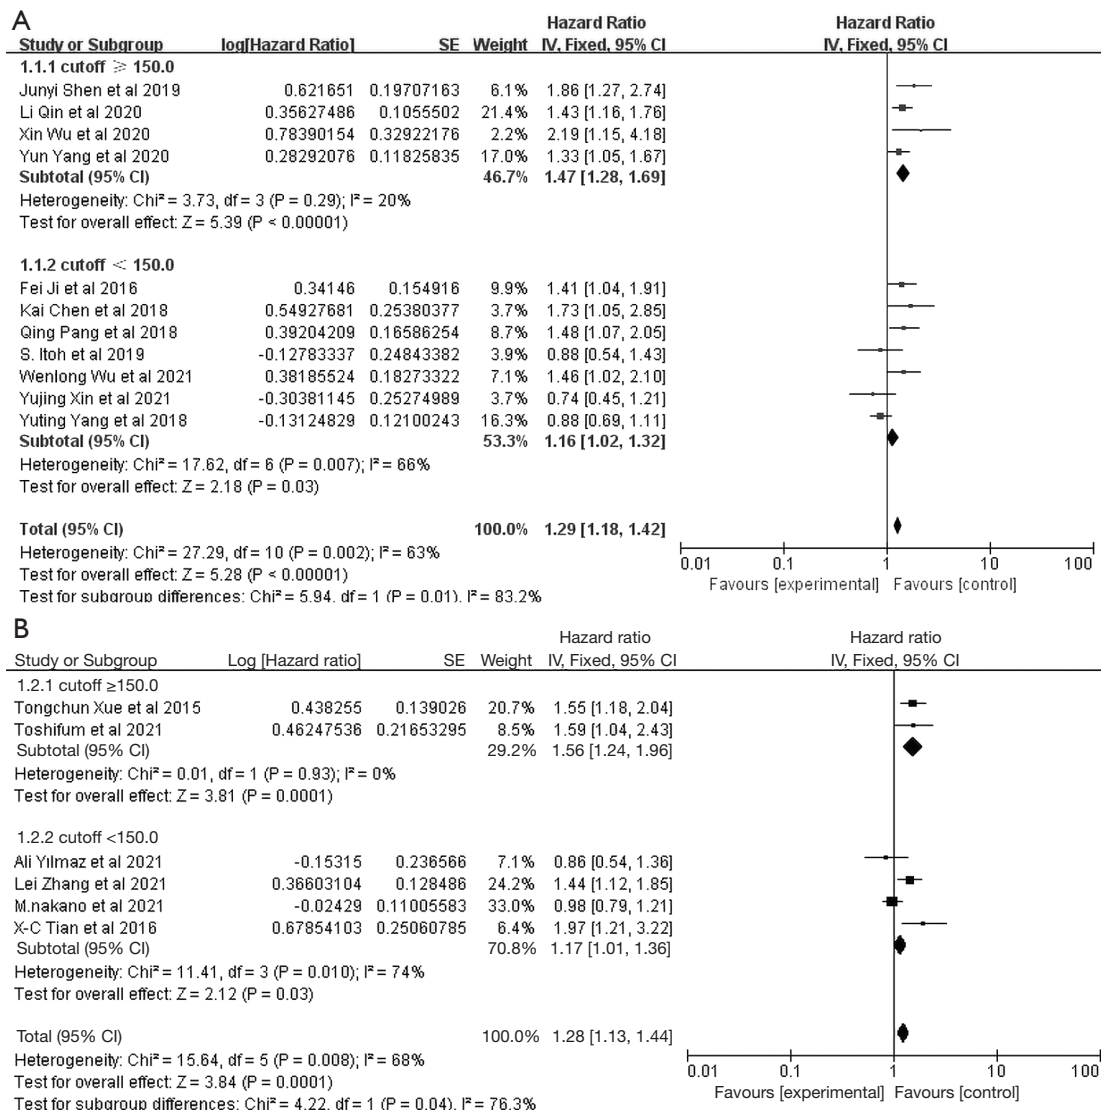 A
Hazard Ratio Hazard Ratio
Study or Subgroup log[Hazard Ratio] SE Weight IV, Fixed, 95% CI IV, Fixed, 95% CI
1.1.1 cutoff ≥ 150.0
Junyi Shen et al 2019 0.621651 0.19707163 6.1% 1.86 [1.27, 2.74]
Li Qin et al 2020 0.35627486 0.1055502 21.4% 1.43 [1.16, 1.76]
Xin Wu et al 2020 0.78390154 0.32922176 2.2% 2.19 [1.15, 4.18]
Yun Yang et al 2020 0.28292076 0.11825835 17.0% 1.33 [1.05, 1.67]
Subtotal (95% CI) 46.7% 1.47 [1.28, 1.69]
Heterogeneity: Chi² = 3.73, df = 3 (P = 0.29); I² = 20%
Test for overall effect: Z = 5.39 (P < 0.00001)
1.1.2 cutoff < 150.0
Fei Ji et al 2016 0.34146 0.154916 9.9% 1.41 [1.04, 1.91]
Kai Chen et al 2018 0.54927681 0.25380377 3.7% 1.73 [1.05, 2.85]
Qing Pang et al 2018 0.39204209 0.16586254 8.7% 1.48 [1.07, 2.05]
S. Itoh et al 2019 -0.12783337 0.24843382 3.9% 0.88 [0.54, 1.43]
Wenlong Wu et al 2021 0.38185524 0.18273322 7.1% 1.46 [1.02, 2.10]
Yujing Xin et al 2021 -0.30381145 0.25274989 3.7% 0.74 [0.45, 1.21]
Yuting Yang et al 2018 -0.13124829 0.12100243 16.3% 0.88 [0.69, 1.11]
Subtotal (95% CI) 53.3% 1.16 [1.02, 1.32]
Heterogeneity: Chi² = 17.62, df = 6 (P = 0.007); I² = 66%
Test for overall effect: Z = 2.18 (P = 0.03)
Total (95% CI) 100.0% 1.29 [1.18, 1.42]
Heterogeneity: Chi² = 27.29, df = 10 (P = 0.002); I² = 63%
Test for overall effect: Z = 5.28 (P < 0.00001)
Test for subgroup differences: Chi² = 5.94, df = 1 (P = 0.01), I² = 83.2%
0.01 0.1 1 10 100
Favours [experimental] Favours [control]
B
Hazard ratio Hazard ratio
Study or Subgroup Log [Hazard ratio] SE Weight IV, Fixed, 95% CI IV, Fixed, 95% CI
1.2.1 cutoff ≥150.0
Tongchun Xue et al 2015 0.438255 0.139026 20.7% 1.55 [1.18, 2.04]
Toshifum et al 2021 0.46247536 0.21653295 8.5% 1.59 [1.04, 2.43]
Subtotal (95% CI) 29.2% 1.56 [1.24, 1.96]
Heterogeneity: Chi² = 0.01, df = 1 (P = 0.93); I² = 0%
Test for overall effect: Z = 3.81 (P = 0.0001)
1.2.2 cutoff <150.0
Ali Yılmaz et al 2021 -0.15315 0.236566 7.1% 0.86 [0.54, 1.36]
Lei Zhang et al 2021 0.36603104 0.128486 24.2% 1.44 [1.12, 1.85]
M.nakano et al 2021 -0.02429 0.11005583 33.0% 0.98 [0.79, 1.21]
X-C Tian et al 2016 0.67854103 0.25060785 6.4% 1.97 [1.21, 3.22]
Subtotal (95% CI) 70.8% 1.17 [1.01, 1.36]
Heterogeneity: Chi² = 11.41, df = 3 (P = 0.010); I² = 74%
Test for overall effect: Z = 2.12 (P = 0.03)
Total (95% CI) 100.0% 1.28 [1.13, 1.44]
Heterogeneity: Chi² = 15.64, df = 5 (P = 0.008); I² = 68%
Test for overall effect: Z = 3.84 (P = 0.0001)
Test for subgroup differences: Chi² = 4.22, df = 1 (P = 0.04), I² = 76.3%
0.01 0.1 1 10 100
Favours [experimental] Favours [control]